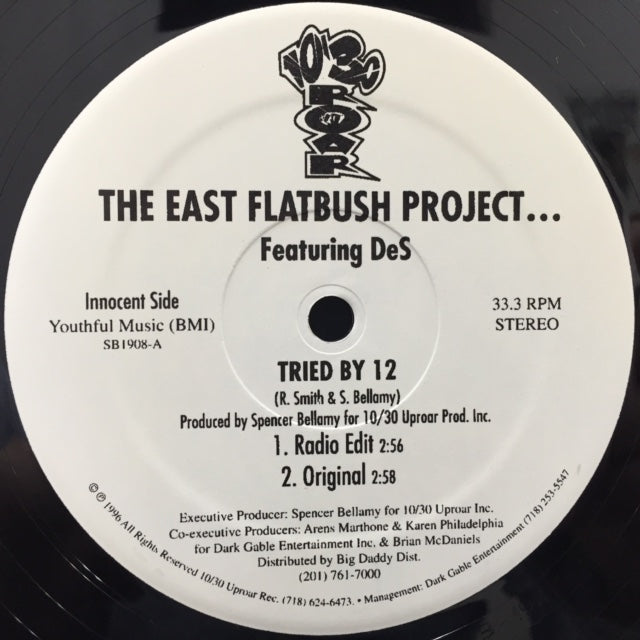 10/30
UPROAR
THE EAST FLATBUSH PROJECT...
Featuring DeS
Innocent Side
Youthful Music (BMI)
SB1908-A
33.3 RPM
STEREO
TRIED BY 12
(R. Smith & S. Bellamy)
Produced by Spencer Bellamy for 10/30 Uproar Prod. Inc.
1. Radio Edit 2:56
2. Original 2:58
Executive Producer: Spencer Bellamy for 10/30 Uproar Inc.
Co-executive Producers: Arens Marthone & Karen Philadelphia
for Dark Gable Entertainment Inc. & Brian McDaniels
Distributed by Big Daddy Dist.
(201) 761-7000
© ℗ 1996 All Rights Reserved 10/30 Uproar Rec. (718) 624-6473. • Management: Dark Gable Entertainment (718) 253-5547